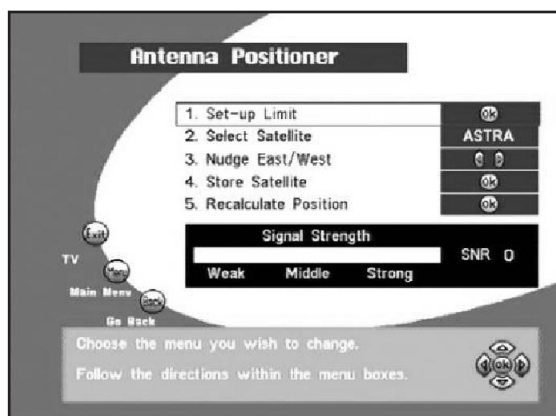 Antenna Positioner
1. Set-up Limit ok
2. Select Satellite ASTRA
3. Nudge East/West
4. Store Satellite ok
5. Recalculate Position ok
Signal Strength
SNR 0
Weak Middle Strong
Exit
TV
Menu
Main Menu
Back
Go Back
Choose the menu you wish to change.
Follow the directions within the menu boxes.
ok